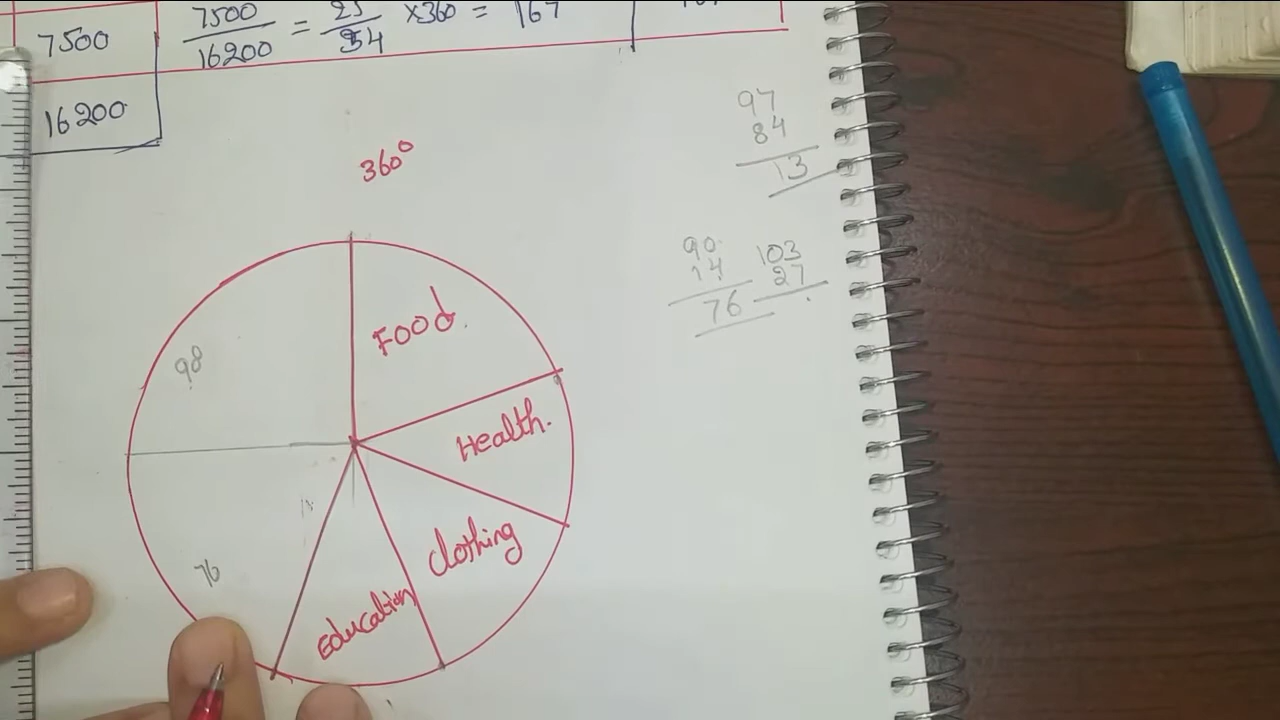 7500
7500/16200 = 25/54 ×360 = 167
16200
360°
97
84
13
90
14
76
103
27
98
Food
Health.
clothing
Education
76